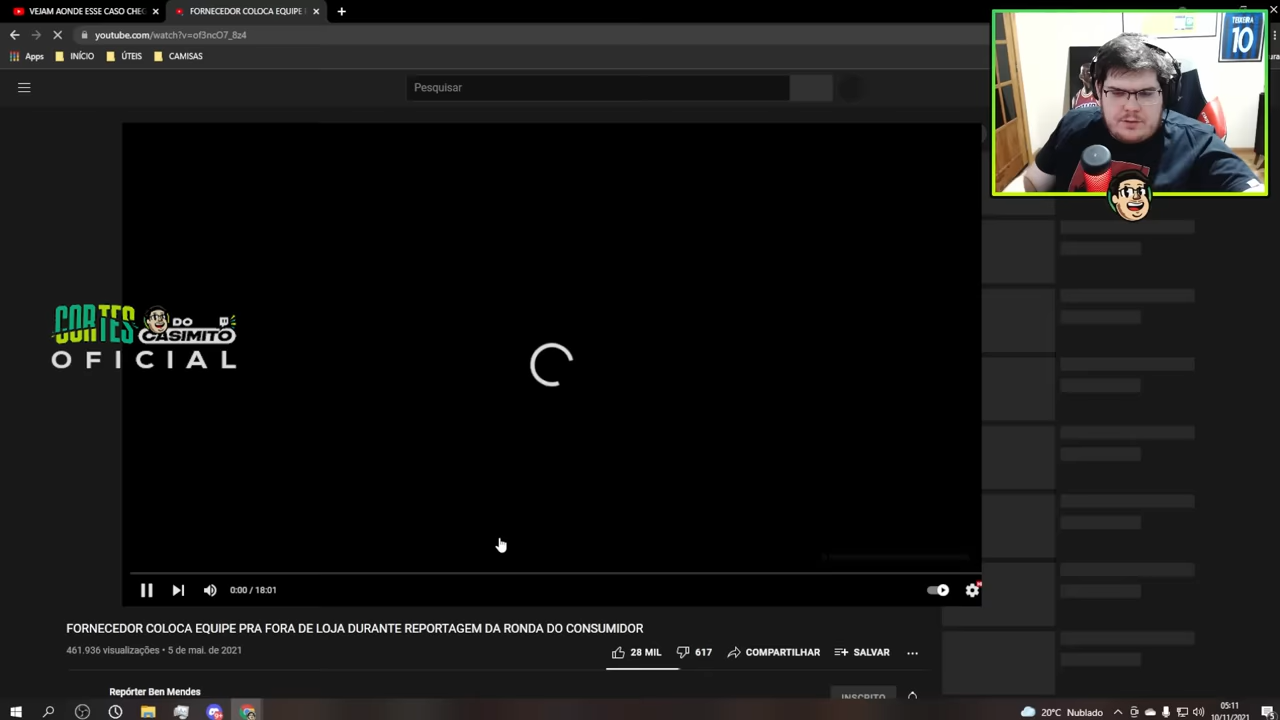 VEJAM AONDE ESSE CASO CHEG
FORNECEDOR COLOCA EQUIPE
youtube.com/watch?v=of3ncO7_8z4
Apps
INÍCIO
ÚTEIS
CAMISAS
Pesquisar
TEIXEIRA
10
CORTES
DO
CASIMITO
OFICIAL
0:00 / 18:01
FORNECEDOR COLOCA EQUIPE PRA FORA DE LOJA DURANTE REPORTAGEM DA RONDA DO CONSUMIDOR
461.936 visualizações • 5 de mai. de 2021
28 MIL
617
COMPARTILHAR
SALVAR
Repórter Ben Mendes
INSCRITO
20°C Nublado
05:11
10/11/2021